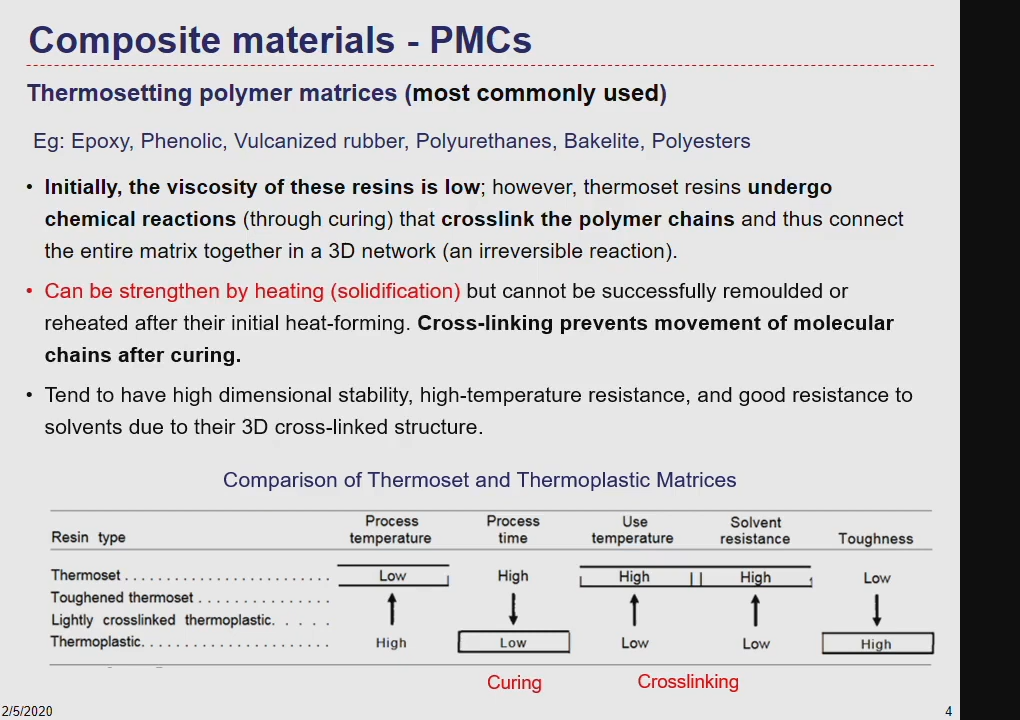 Composite materials - PMCs
Thermosetting polymer matrices (most commonly used)
Eg: Epoxy, Phenolic, Vulcanized rubber, Polyurethanes, Bakelite, Polyesters
• Initially, the viscosity of these resins is low; however, thermoset resins undergo
chemical reactions (through curing) that crosslink the polymer chains and thus connect
the entire matrix together in a 3D network (an irreversible reaction).
• Can be strengthen by heating (solidification) but cannot be successfully remoulded or
reheated after their initial heat-forming. Cross-linking prevents movement of molecular
chains after curing.
• Tend to have high dimensional stability, high-temperature resistance, and good resistance to
solvents due to their 3D cross-linked structure.
Comparison of Thermoset and Thermoplastic Matrices
Process Process Use Solvent
Resin type temperature time temperature resistance Toughness
Thermoset . . . . . . . . . . . . . . . . . . . . . . . . . Low High High High Low
Toughened thermoset . . . . . . . . . . . . . . .
Lightly crosslinked thermoplastic. . . . . .
Thermoplastic. . . . . . . . . . . . . . . . . . . . . . High Low Low Low High
Curing Crosslinking
2/5/2020 4